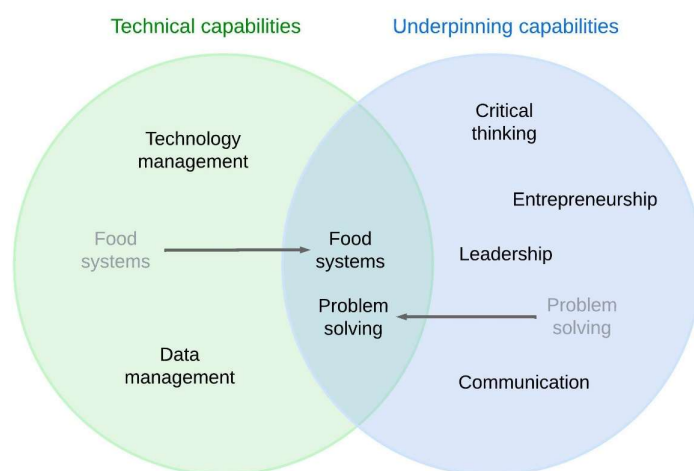 Technical capabilities
Underpinning capabilities
Technology
management
Food
systems
Data
management
Food
systems
Problem
solving
Critical
thinking
Entrepreneurship
Leadership
Problem
solving
Communication